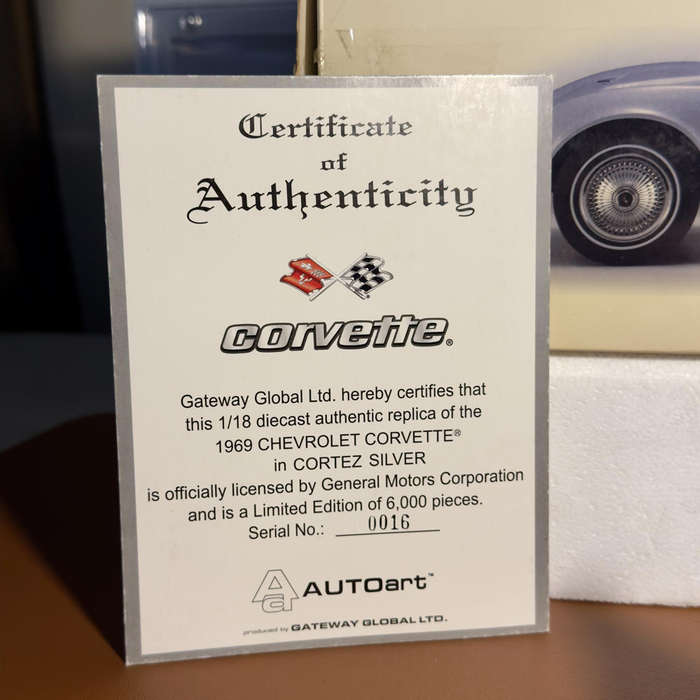 Certificate
of
Authenticity
corvette®
Gateway Global Ltd. hereby certifies that
this 1/18 diecast authentic replica of the
1969 CHEVROLET CORVETTE®
in CORTEZ SILVER
is officially licensed by General Motors Corporation
and is a Limited Edition of 6,000 pieces.
Serial No.: 0016
Aa AUTOart™
produced by GATEWAY GLOBAL LTD.